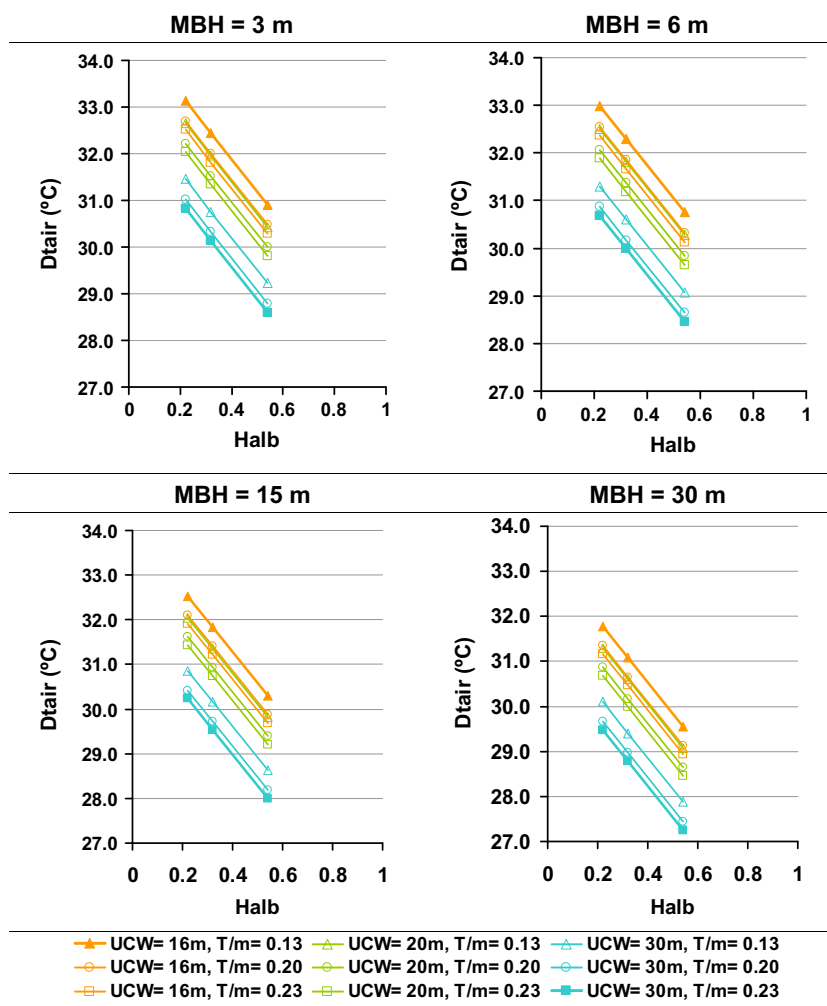 MBH = 3 m
MBH = 6 m
34.0
33.0
32.0
31.0
30.0
29.0
28.0
27.0
Dtair (ºC)
0 0.2 0.4 0.6 0.8 1
Halb
34.0
33.0
32.0
31.0
30.0
29.0
28.0
27.0
Dtair (ºC)
0 0.2 0.4 0.6 0.8 1
Halb
MBH = 15 m
MBH = 30 m
34.0
33.0
32.0
31.0
30.0
29.0
28.0
27.0
Dtair (ºC)
0 0.2 0.4 0.6 0.8 1
Halb
34.0
33.0
32.0
31.0
30.0
29.0
28.0
27.0
Dtair (ºC)
0 0.2 0.4 0.6 0.8 1
Halb
UCW= 16m, T/m= 0.13 UCW= 20m, T/m= 0.13 UCW= 30m, T/m= 0.13
UCW= 16m, T/m= 0.20 UCW= 20m, T/m= 0.20 UCW= 30m, T/m= 0.20
UCW= 16m, T/m= 0.23 UCW= 20m, T/m= 0.23 UCW= 30m, T/m= 0.23